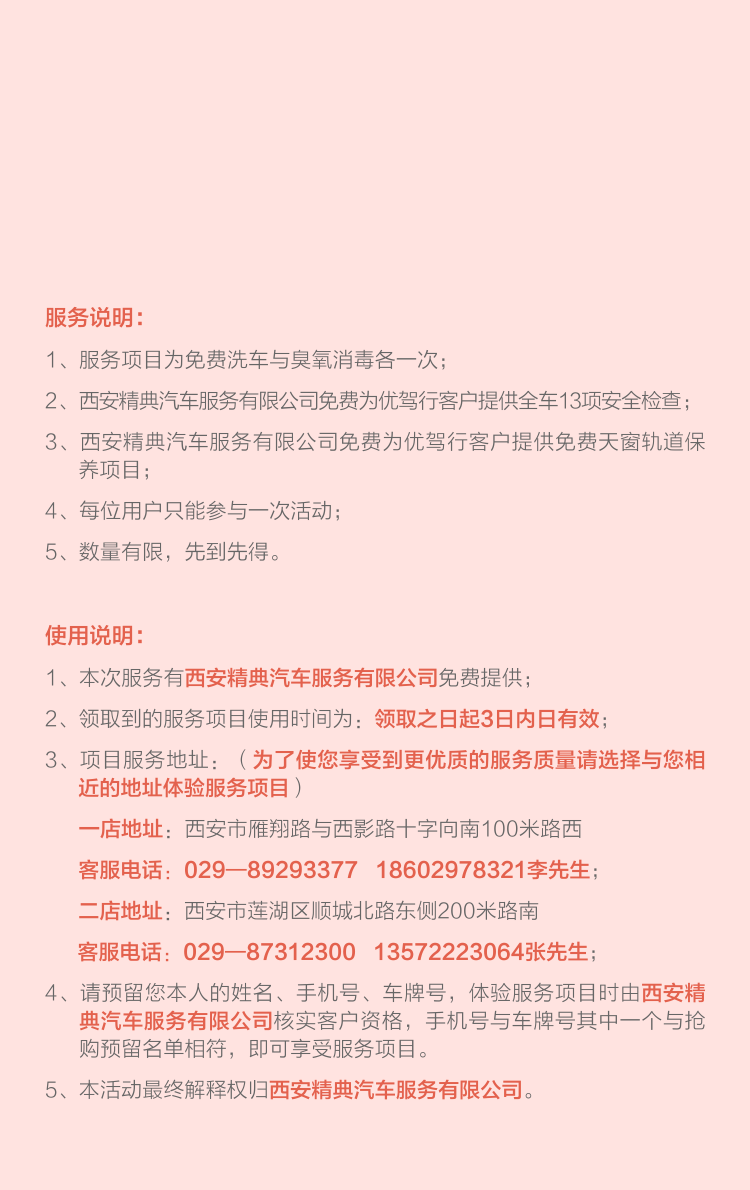 服务说明：
1、服务项目为免费洗车与臭氧消毒各一次；
2、西安精典汽车服务有限公司免费为优驾行客户提供全车13项安全检查；
3、西安精典汽车服务有限公司免费为优驾行客户提供免费天窗轨道保
养项目；
4、每位用户只能参与一次活动；
5、数量有限，先到先得。
使用说明：
1、本次服务有西安精典汽车服务有限公司免费提供；
2、领取到的服务项目使用时间为：领取之日起3日内日有效；
3、项目服务地址：（为了使您享受到更优质的服务质量请选择与您相
近的地址体验服务项目）
一店地址：西安市雁翔路与西影路十字向南100米路西
客服电话：029—89293377 18602978321李先生；
二店地址：西安市莲湖区顺城北路东侧200米路南
客服电话：029—87312300 13572223064张先生；
4、请预留您本人的姓名、手机号、车牌号，体验服务项目时由西安精
典汽车服务有限公司核实客户资格，手机号与车牌号其中一个与抢
购预留名单相符，即可享受服务项目。
5、本活动最终解释权归西安精典汽车服务有限公司。